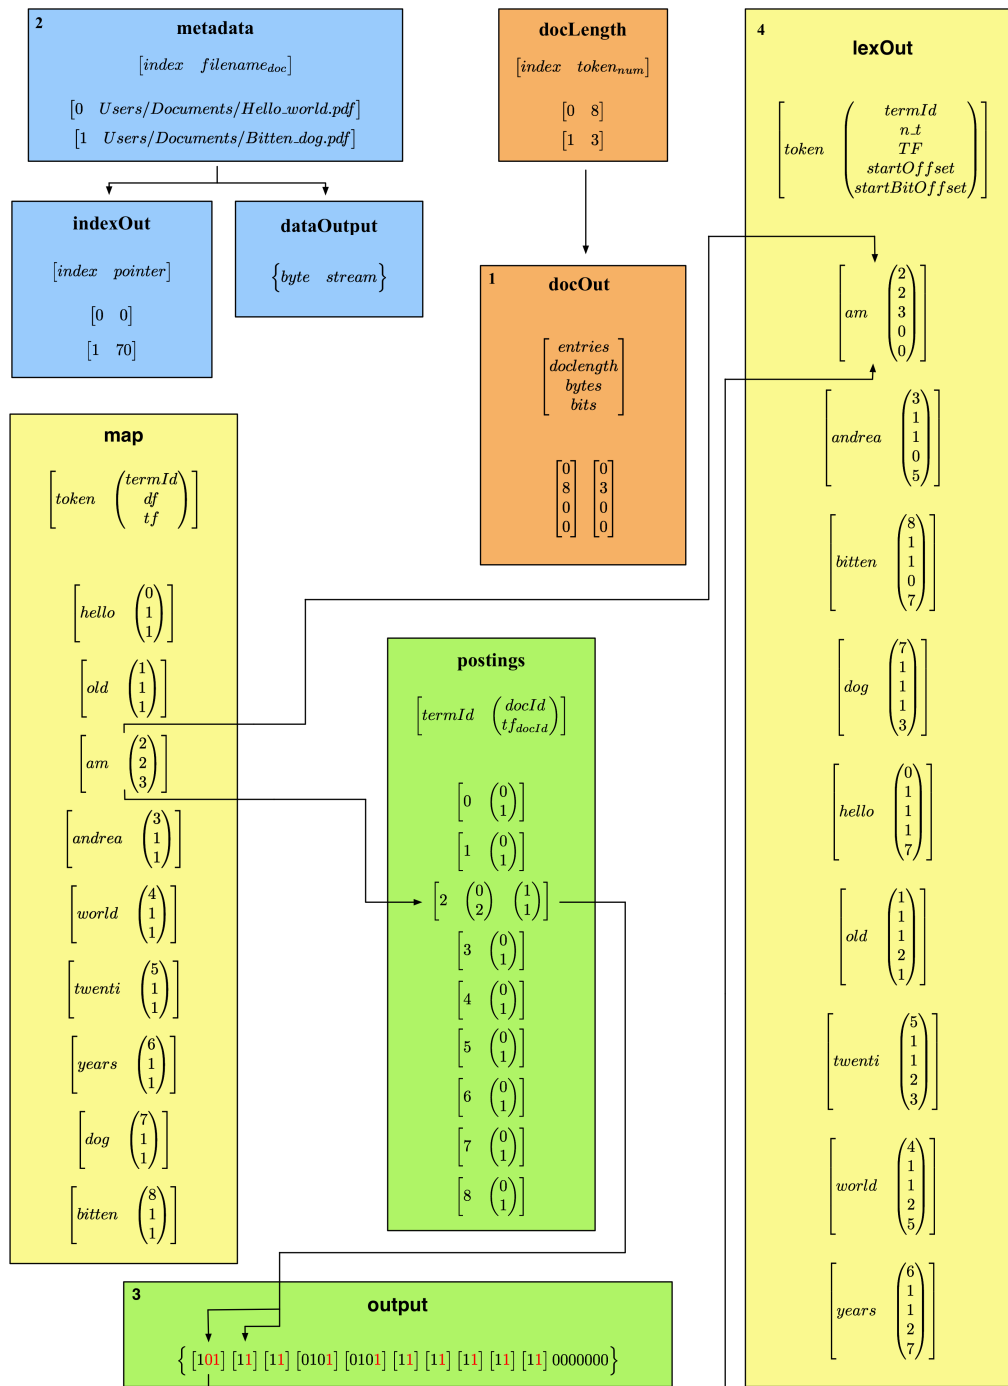 2
metadata
[index filename_doc]
[0 Users/Documents/Hello_world.pdf]
[1 Users/Documents/Bitten_dog.pdf]
indexOut
[index pointer]
[0 0]
[1 70]
dataOutput
{byte stream}
docLength
[index token_num]
[0 8]
[1 3]
1
docOut
entries
doclength
bytes
bits
0 0
8 3
0 0
0 0
map
termId
token df
tf
0
hello 1
1
1
old 1
1
2
am 2
3
3
andrea 1
1
4
world 1
1
5
twenti 1
1
6
years 1
1
7
dog 1
1
8
bitten 1
1
postings
termId docId
tf_docId
0 0
1
1 0
1
2 0 1
2 1
3 0
1
4 0
1
5 0
1
6 0
1
7 0
1
8 0
1
3
output
{[101] [11] [11] [0101] [0101] [11] [11] [11] [11] [11] 0000000}
4
lexOut
termId
n_t
token TF
startOffset
startBitOffset
2
2
am 3
0
0
3
1
andrea 1
0
5
8
1
bitten 1
0
7
7
1
dog 1
1
3
0
1
hello 1
1
7
1
1
old 1
2
1
5
1
twenti 1
2
3
4
1
world 1
2
5
6
1
years 1
2
7